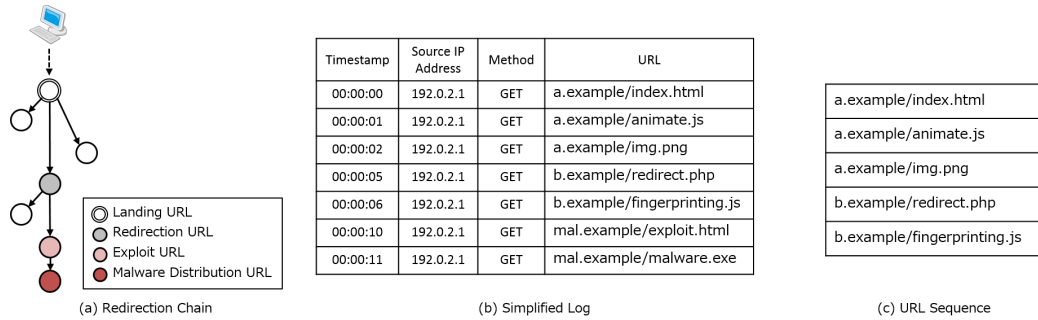 Landing URL
Redirection URL
Exploit URL
Malware Distribution URL
(a) Redirection Chain
Timestamp Source IP Address Method URL
00:00:00 192.0.2.1 GET a.example/index.html
00:00:01 192.0.2.1 GET a.example/animate.js
00:00:02 192.0.2.1 GET a.example/img.png
00:00:05 192.0.2.1 GET b.example/redirect.php
00:00:06 192.0.2.1 GET b.example/fingerprinting.js
00:00:10 192.0.2.1 GET mal.example/exploit.html
00:00:11 192.0.2.1 GET mal.example/malware.exe
(b) Simplified Log
a.example/index.html
a.example/animate.js
a.example/img.png
b.example/redirect.php
b.example/fingerprinting.js
(c) URL Sequence